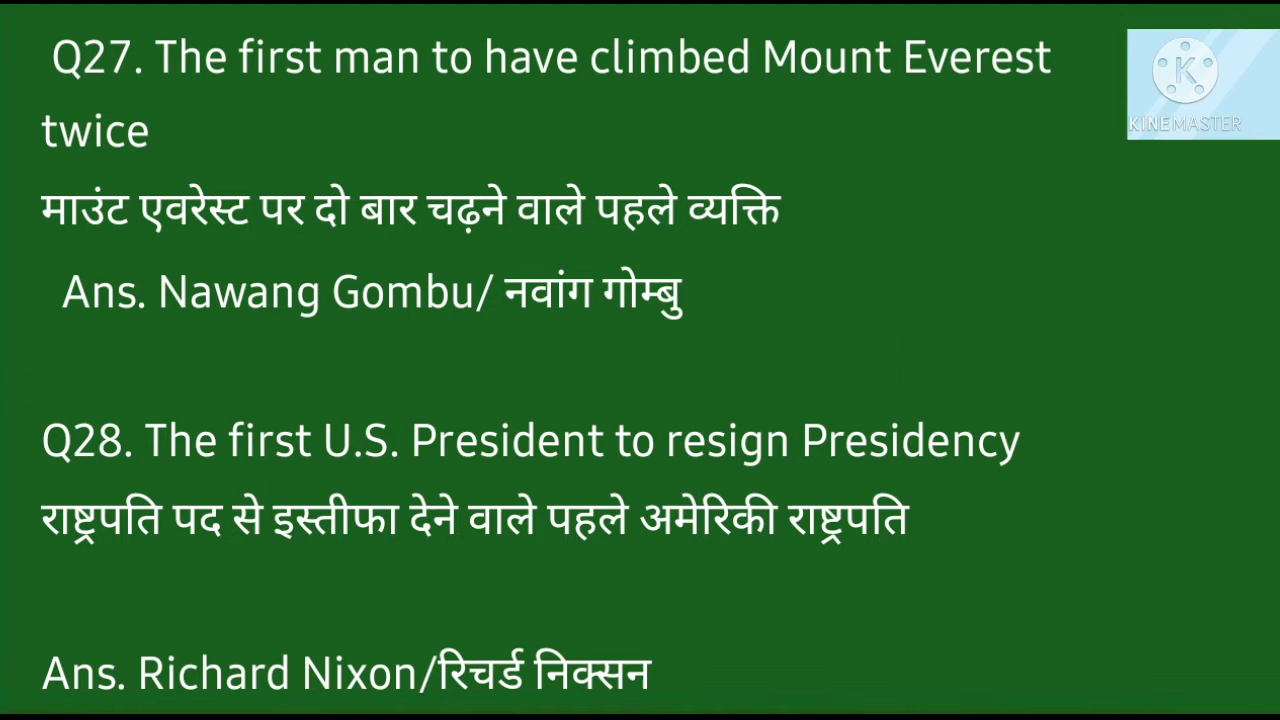 Q27. The first man to have climbed Mount Everest
twice
माउंट एवरेस्ट पर दो बार चढ़ने वाले पहले व्यक्ति
Ans. Nawang Gombu/ नवांग गोम्बु
Q28. The first U.S. President to resign Presidency
राष्ट्रपति पद से इस्तीफा देने वाले पहले अमेरिकी राष्ट्रपति
Ans. Richard Nixon/रिचर्ड निक्सन
K
KINEMASTER